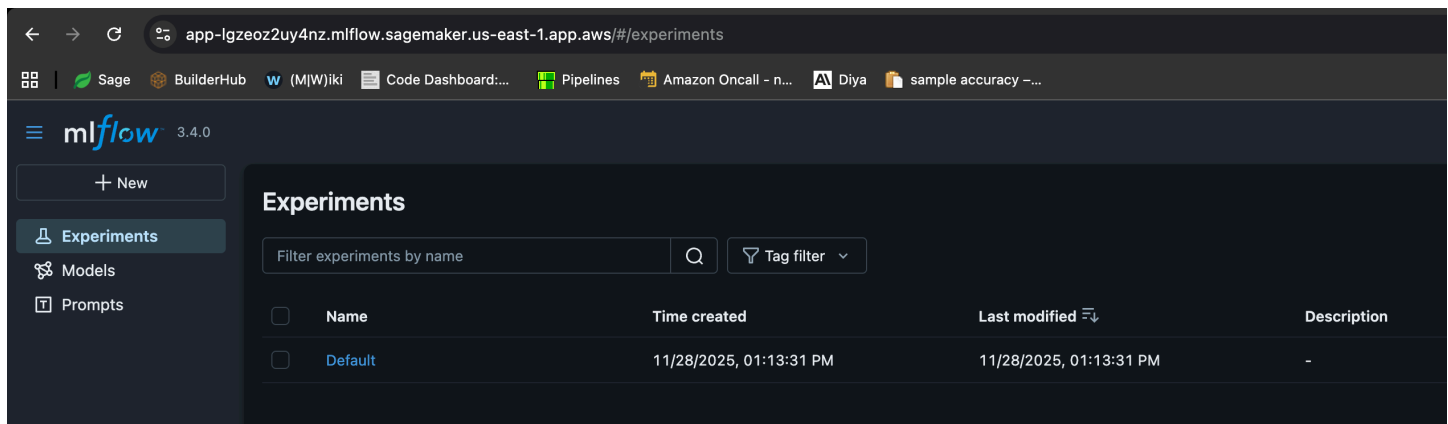 app-lgzeoz2uy4nz.mlflow.sagemaker.us-east-1.app.aws/#/experiments
Sage BuilderHub (M|W)iki Code Dashboard:... Pipelines Amazon Oncall - n... Diya sample accuracy –...
mlflow 3.4.0
+ New
Experiments
Models
Prompts
Experiments
Filter experiments by name Tag filter
Name Time created Last modified Description
Default 11/28/2025, 01:13:31 PM 11/28/2025, 01:13:31 PM -